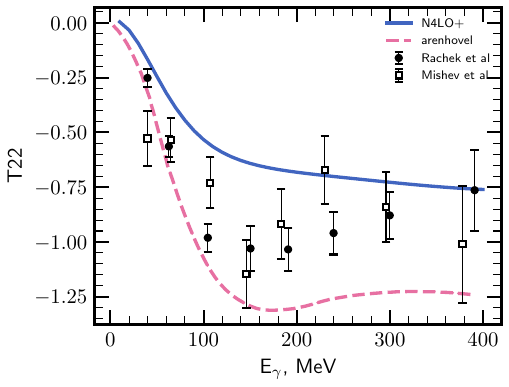 0.00
−0.25
−0.50
−0.75
−1.00
−1.25
T22
0
100
200
300
400
Eγ, MeV
N4LO+
arenhovel
Rachek et al
Mishev et al